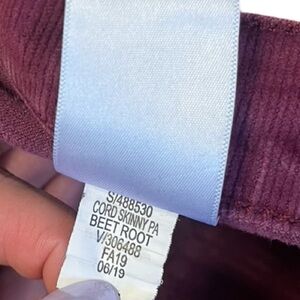 S/488530
CORD SKINNY PA
BEET ROOT
V/306488
FA19
06/19